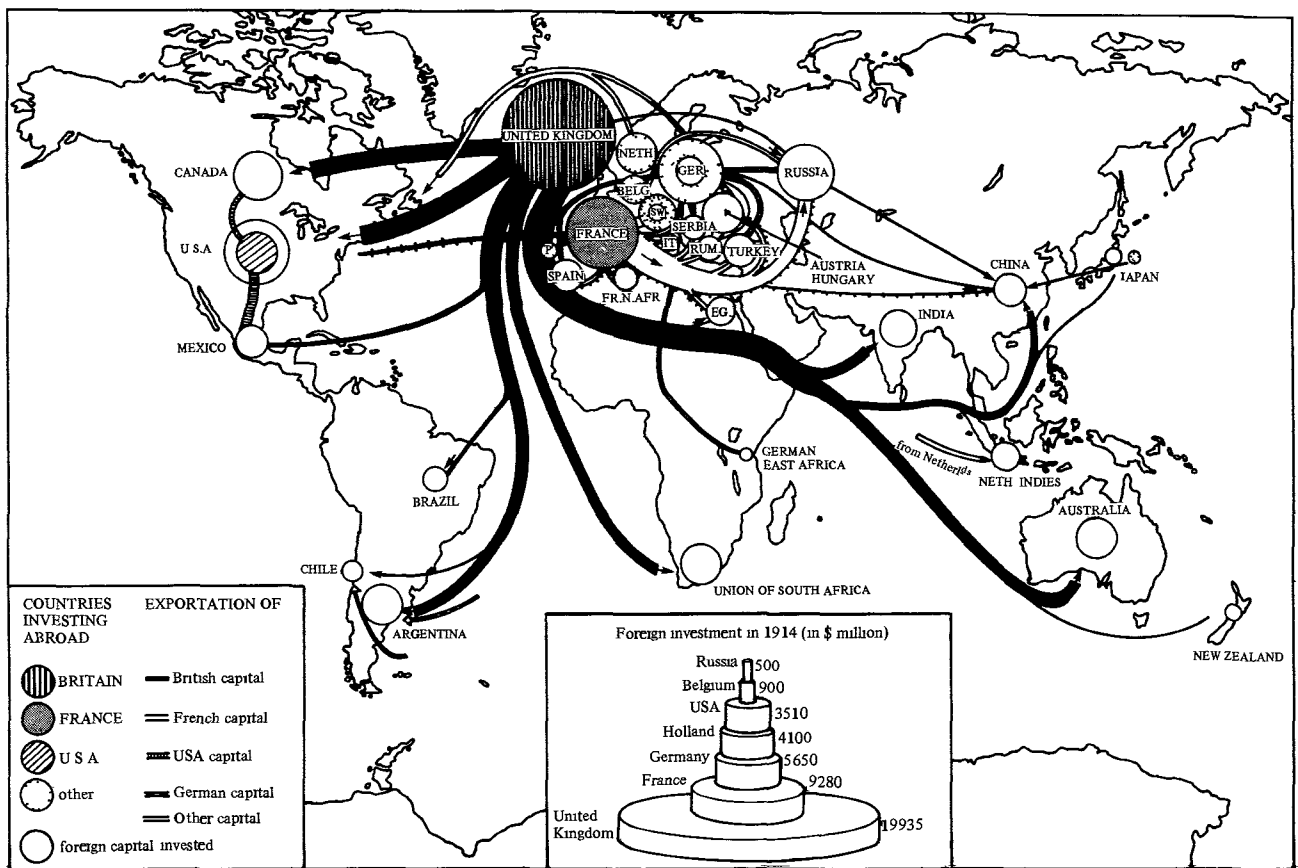 UNITED KINGDOM
CANADA
NETH
GER.
RUSSIA
BELG
SW
U S.A
FRANCE
SERBIA
P
IT
RUM.
TURKEY
SPAIN
AUSTRIA
HUNGARY
CHINA
JAPAN
FR.N.AFR
EG.
INDIA
MEXICO
from Netherlds
GERMAN
EAST AFRICA
NETH INDIES
BRAZIL
AUSTRALIA
CHILE
UNION OF SOUTH AFRICA
ARGENTINA
NEW ZEALAND
COUNTRIES
INVESTING
ABROAD
EXPORTATION OF
BRITAIN
British capital
FRANCE
French capital
U S A
USA capital
other
German capital
Other capital
foreign capital invested
Foreign investment in 1914 (in $ million)
Russia 500
Belgium 900
USA 3510
Holland 4100
Germany 5650
France 9280
United
Kingdom 19935